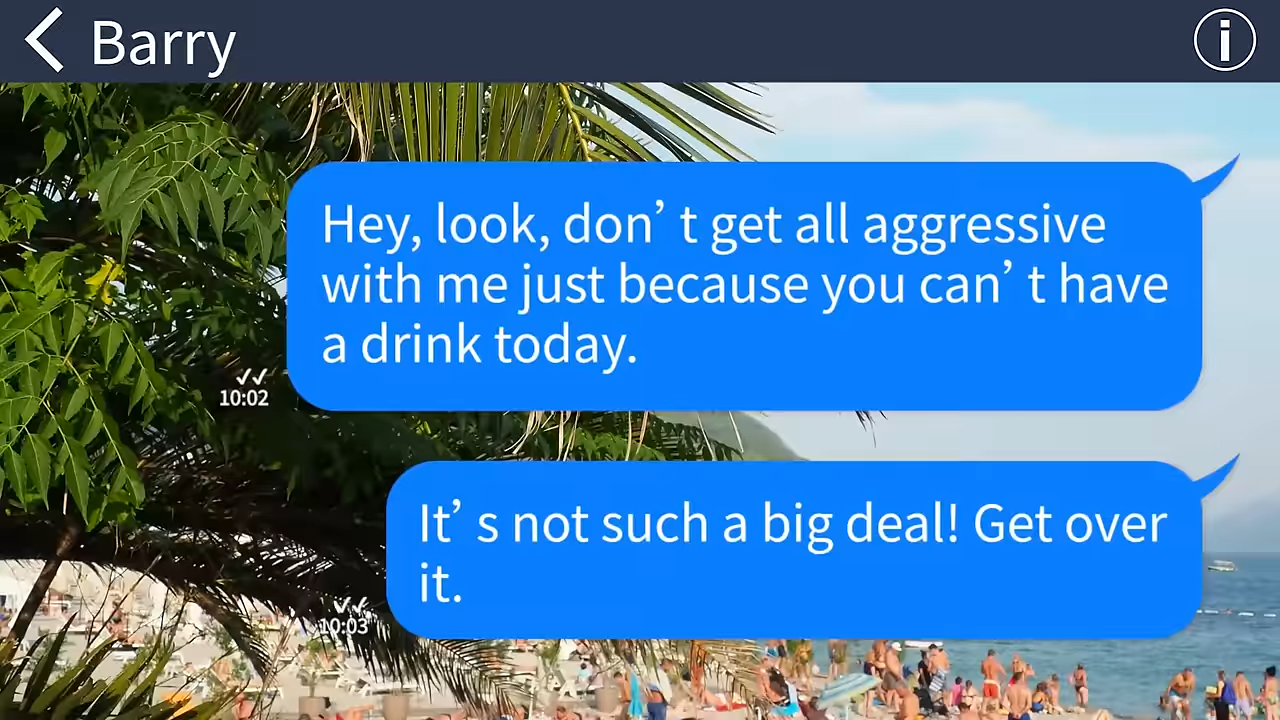 Barry
Hey, look, don’t get all aggressive
with me just because you can’t have
a drink today.
10:02
It’s not such a big deal! Get over
it.
10:03